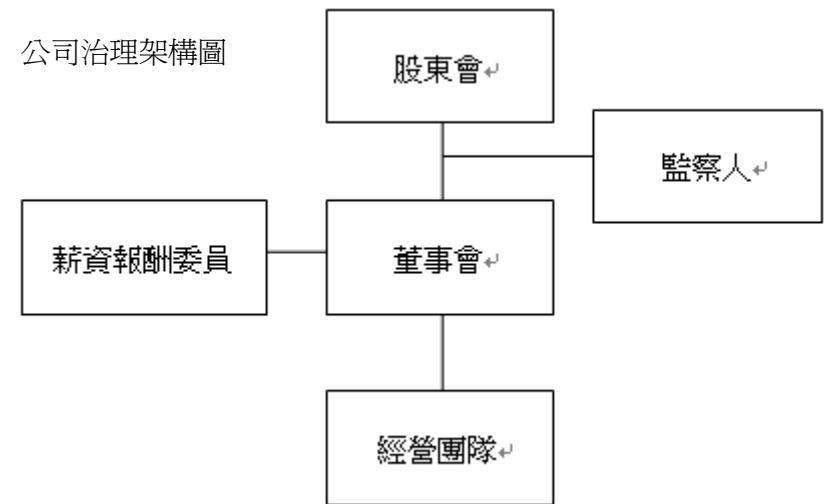 公司治理架構圖
股東會
監察人
薪資報酬委員
董事會
經營團隊